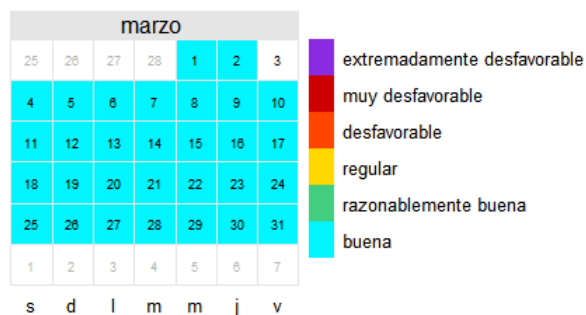 marzo
25 26 27 28 1 2 3
4 5 6 7 8 9 10
11 12 13 14 15 16 17
18 19 20 21 22 23 24
25 26 27 28 29 30 31
1 2 3 4 5 6 7
s d l m m j v
extremadamente desfavorable
muy desfavorable
desfavorable
regular
razonablemente buena
buena